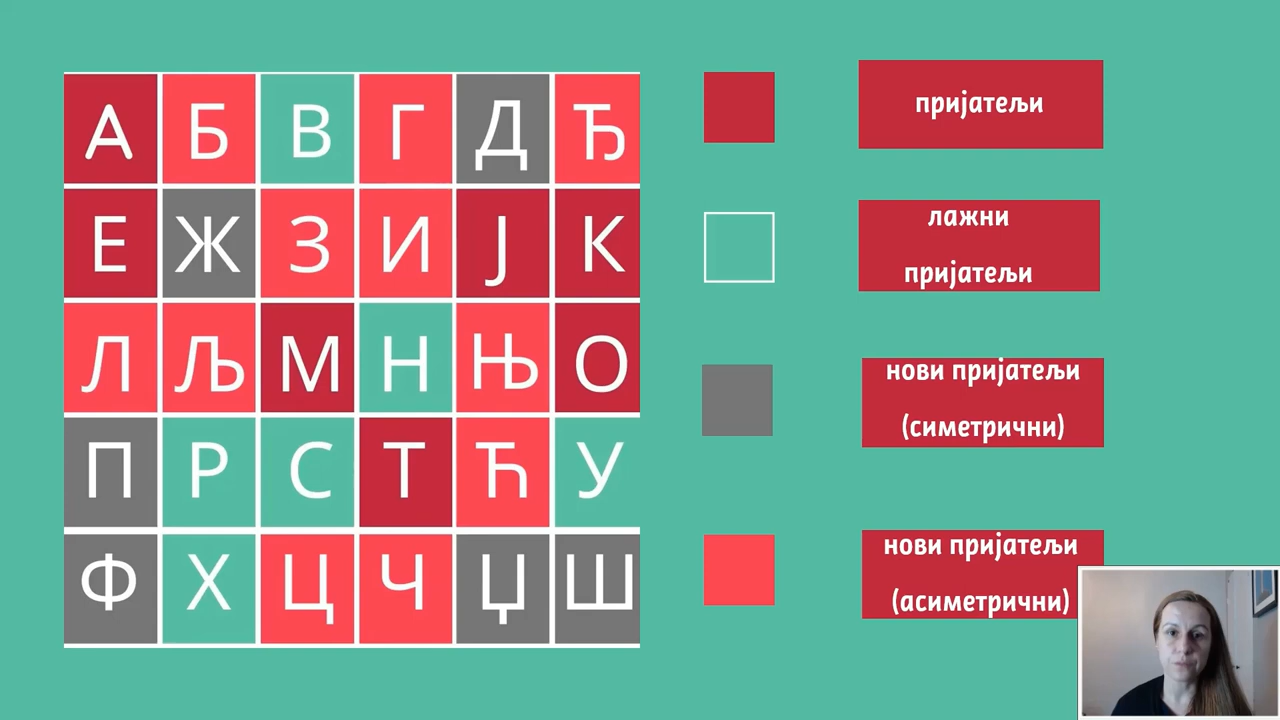 А Б В Г Д Ђ
Е Ж З И Ј К
Л Љ М Н Њ О
П Р С Т Ћ У
Ф Х Ц Ч Џ Ш
пријатељи
лажни
пријатељи
нови пријатељи
(симетрични)
нови пријатељи
(асиметрични)